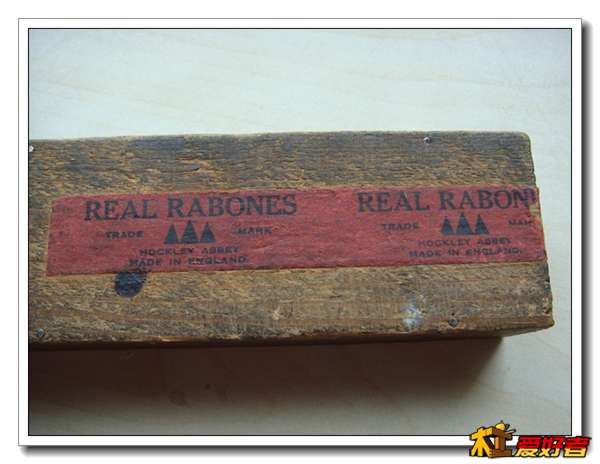 REAL RABONES
TRADE MARK
HOCKLEY ABBEY
MADE IN ENGLAND.
REAL RABON
TRADE MAR
HOCKLEY ABBEY
MADE IN ENGLAND.
木工爱好者